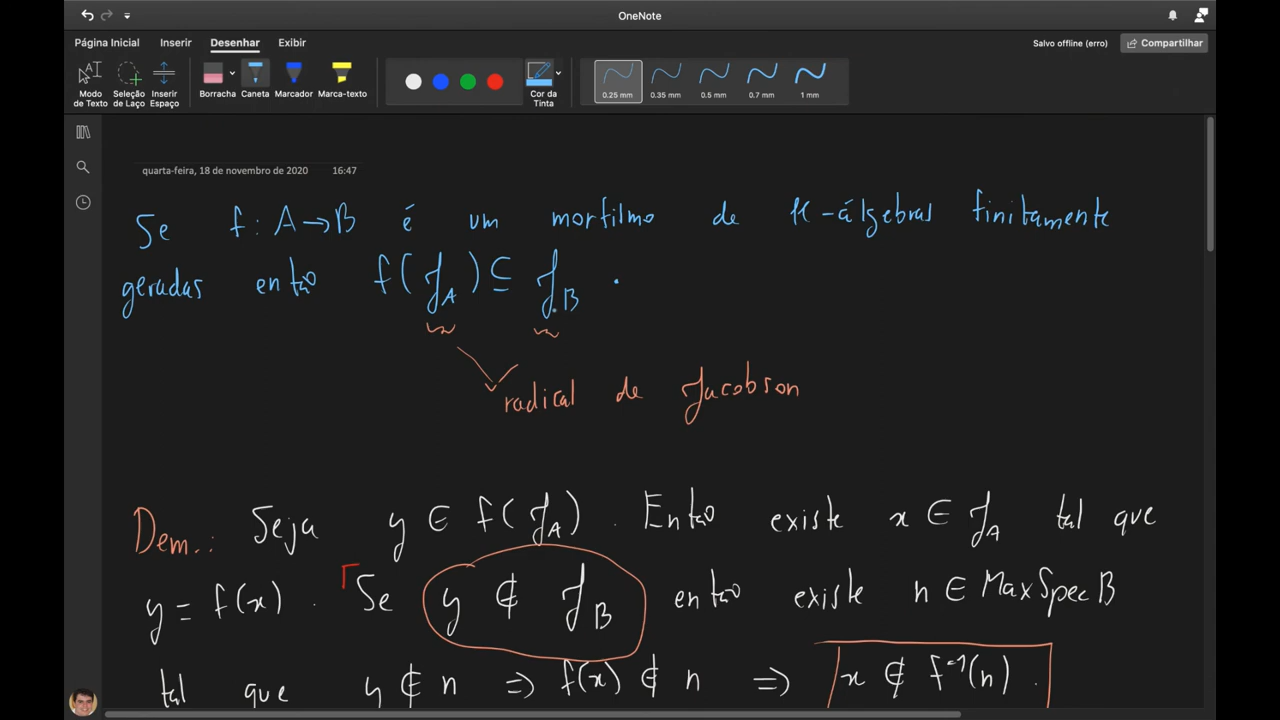 OneNote
Página Inicial Inserir Desenhar Exibir
Salvo offline (erro) Compartilhar
Modo de Texto
Seleção de Laço
Inserir Espaço
Borracha
Caneta
Marcador
Marca-texto
Cor da Tinta
0.25 mm 0.35 mm 0.5 mm 0.7 mm 1 mm
quarta-feira, 18 de novembro de 2020 16:47
Se f: A → B é um morfilmo de K-álgebras finitamente
geradas então f(J_A) ⊆ J_B .
radical de Jacobson
Dem.: Seja y ∈ f(J_A). Então existe x ∈ J_A tal que
y = f(x). Se y ∉ J_B então existe n ∈ MaxSpec B
tal que y ∉ n ⇒ f(x) ∉ n ⇒ x ∉ f⁻¹(n).